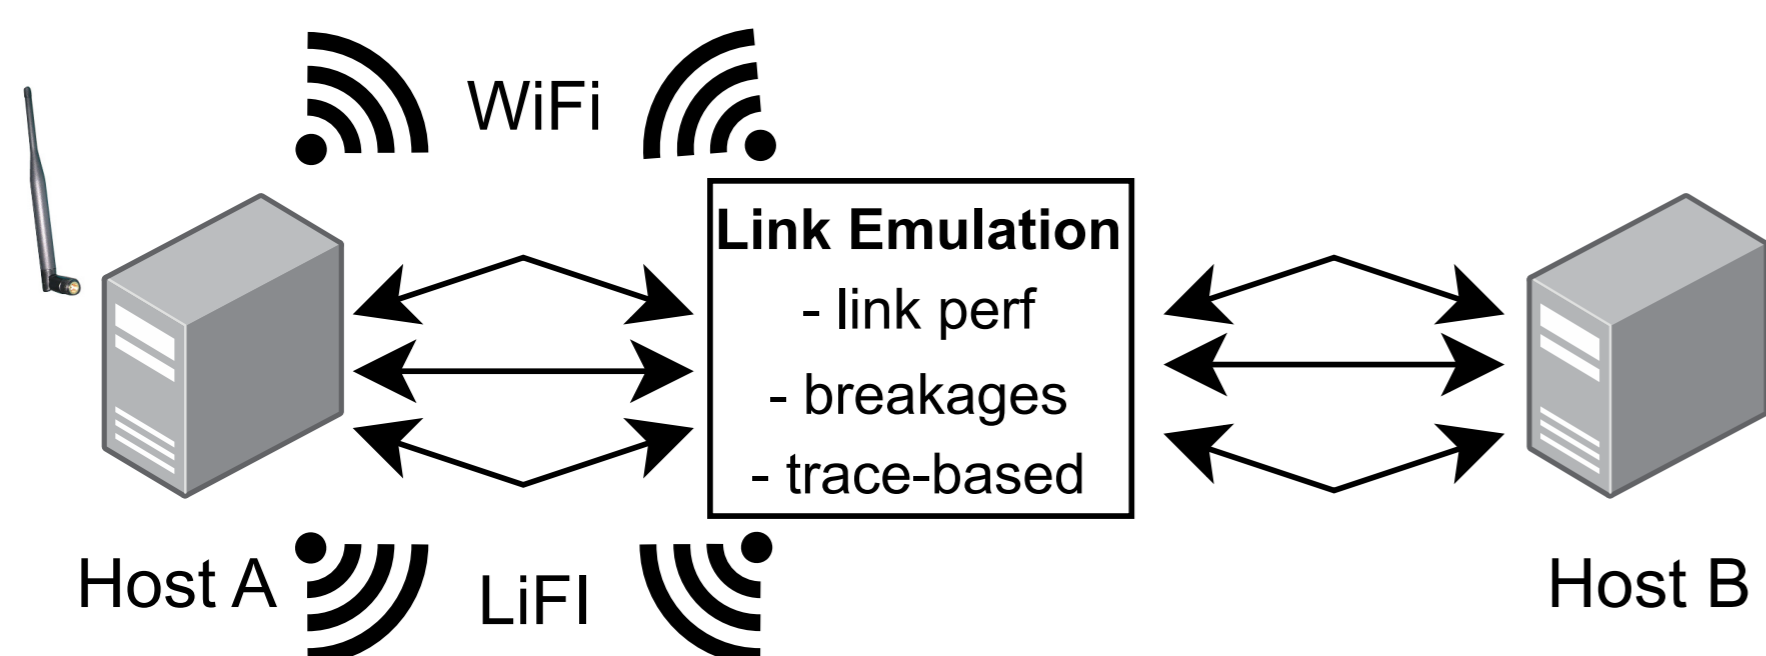 WiFi
Link Emulation
- link perf
- breakages
- trace-based
Host A
LiFI
Host B